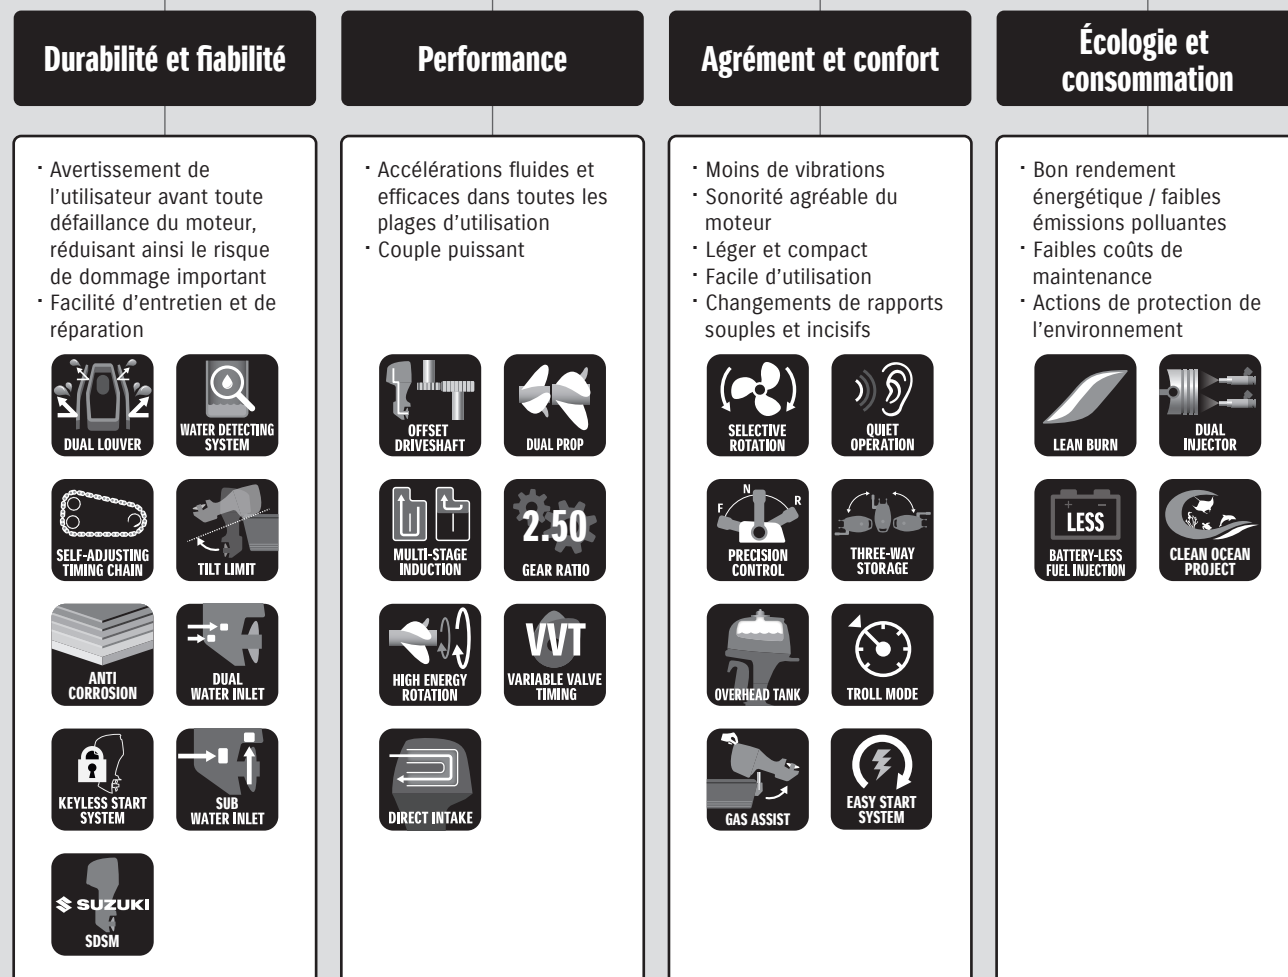 Durabilité et fiabilité
· Avertissement de
l’utilisateur avant toute
défaillance du moteur,
réduisant ainsi le risque
de dommage important
· Facilité d’entretien et de
réparation
DUAL LOUVER
WATER DETECTING
SYSTEM
SELF-ADJUSTING
TIMING CHAIN
TILT LIMIT
ANTI
CORROSION
DUAL
WATER INLET
KEYLESS START
SYSTEM
SUB
WATER INLET
SUZUKI
SDSM
Performance
· Accélérations fluides et
efficaces dans toutes les
plages d’utilisation
· Couple puissant
OFFSET
DRIVESHAFT
DUAL PROP
MULTI-STAGE
INDUCTION
2.50
GEAR RATIO
HIGH ENERGY
ROTATION
VVT
VARIABLE VALVE
TIMING
DIRECT INTAKE
Agrément et confort
· Moins de vibrations
· Sonorité agréable du
moteur
· Léger et compact
· Facile d’utilisation
· Changements de rapports
souples et incisifs
SELECTIVE
ROTATION
QUIET
OPERATION
F N R
PRECISION
CONTROL
THREE-WAY
STORAGE
OVERHEAD TANK
TROLL MODE
GAS ASSIST
EASY START
SYSTEM
Écologie et
consommation
· Bon rendement
énergétique / faibles
émissions polluantes
· Faibles coûts de
maintenance
· Actions de protection de
l’environnement
LEAN BURN
DUAL
INJECTOR
+ −
LESS
BATTERY-LESS
FUEL INJECTION
CLEAN OCEAN
PROJECT